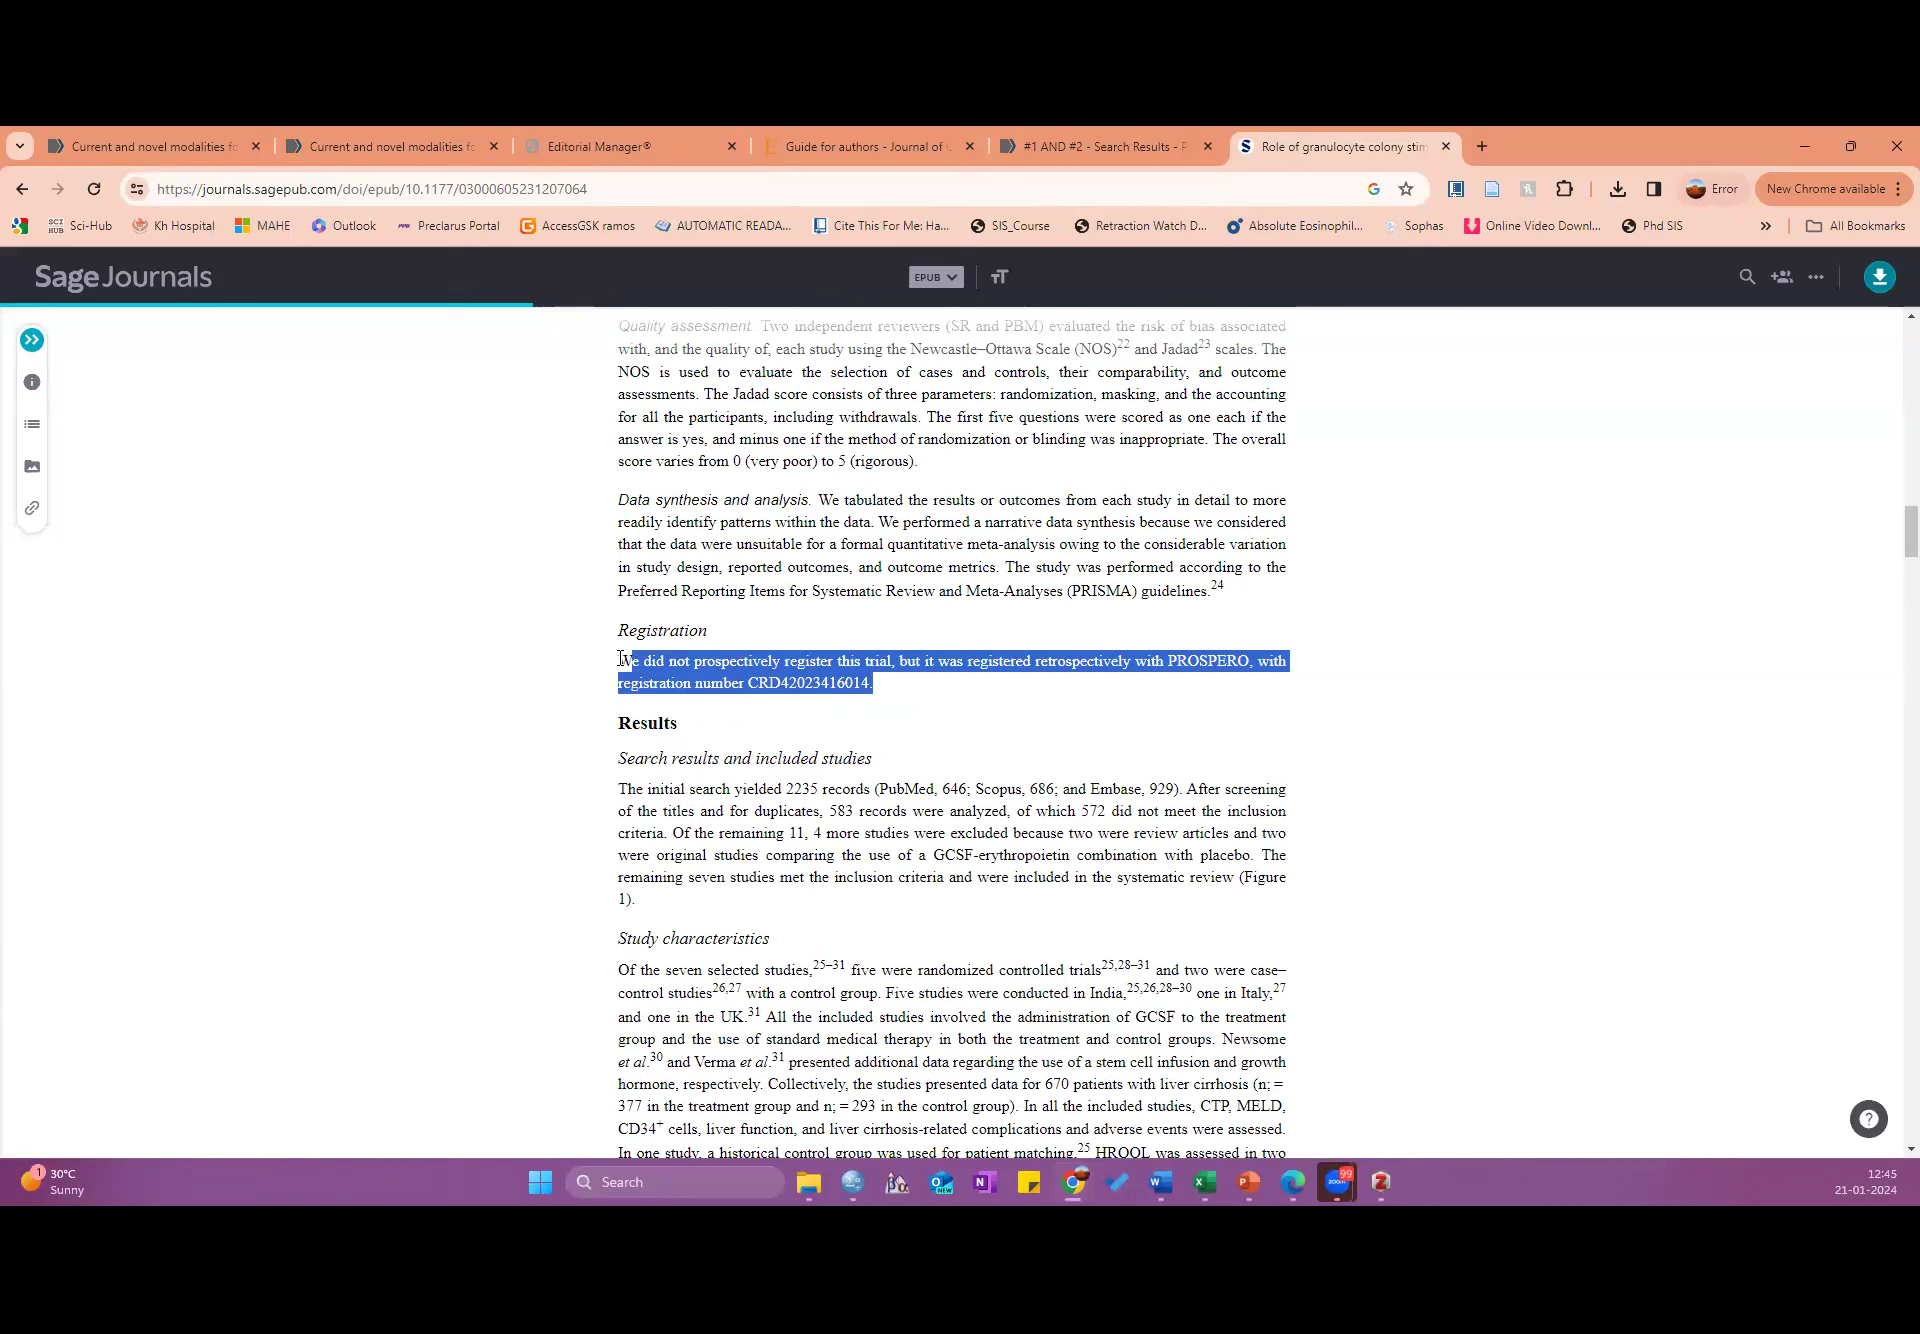 Current and novel modalities fo
Current and novel modalities fo
Editorial Manager®
Guide for authors - Journal of C
#1 AND #2 - Search Results - P
Role of granulocyte colony stim
https://journals.sagepub.com/doi/epub/10.1177/03000605231207064
Error
New Chrome available
Sci-Hub
Kh Hospital
MAHE
Outlook
Preclarus Portal
AccessGSK ramos
AUTOMATIC READA...
Cite This For Me: Ha...
SIS_Course
Retraction Watch D...
Absolute Eosinophil...
Sophas
Online Video Downl...
Phd SIS
All Bookmarks
Sage Journals
EPUB
Quality assessment. Two independent reviewers (SR and PBM) evaluated the risk of bias associated
with, and the quality of, each study using the Newcastle–Ottawa Scale (NOS)22 and Jadad23 scales. The
NOS is used to evaluate the selection of cases and controls, their comparability, and outcome
assessments. The Jadad score consists of three parameters: randomization, masking, and the accounting
for all the participants, including withdrawals. The first five questions were scored as one each if the
answer is yes, and minus one if the method of randomization or blinding was inappropriate. The overall
score varies from 0 (very poor) to 5 (rigorous).
Data synthesis and analysis. We tabulated the results or outcomes from each study in detail to more
readily identify patterns within the data. We performed a narrative data synthesis because we considered
that the data were unsuitable for a formal quantitative meta-analysis owing to the considerable variation
in study design, reported outcomes, and outcome metrics. The study was performed according to the
Preferred Reporting Items for Systematic Review and Meta-Analyses (PRISMA) guidelines.24
Registration
We did not prospectively register this trial, but it was registered retrospectively with PROSPERO, with
registration number CRD42023416014.
Results
Search results and included studies
The initial search yielded 2235 records (PubMed, 646; Scopus, 686; and Embase, 929). After screening
of the titles and for duplicates, 583 records were analyzed, of which 572 did not meet the inclusion
criteria. Of the remaining 11, 4 more studies were excluded because two were review articles and two
were original studies comparing the use of a GCSF-erythropoietin combination with placebo. The
remaining seven studies met the inclusion criteria and were included in the systematic review (Figure
1).
Study characteristics
Of the seven selected studies,25–31 five were randomized controlled trials25,28–31 and two were case–
control studies26,27 with a control group. Five studies were conducted in India,25,26,28–30 one in Italy,27
and one in the UK.31 All the included studies involved the administration of GCSF to the treatment
group and the use of standard medical therapy in both the treatment and control groups. Newsome
et al.30 and Verma et al.31 presented additional data regarding the use of a stem cell infusion and growth
hormone, respectively. Collectively, the studies presented data for 670 patients with liver cirrhosis (n; =
377 in the treatment group and n; = 293 in the control group). In all the included studies, CTP, MELD,
CD34+ cells, liver function, and liver cirrhosis-related complications and adverse events were assessed.
In one study, a historical control group was used for patient matching.25 HRQOL was assessed in two
1
30°C
Sunny
Search
99
zoom
12:45
21-01-2024